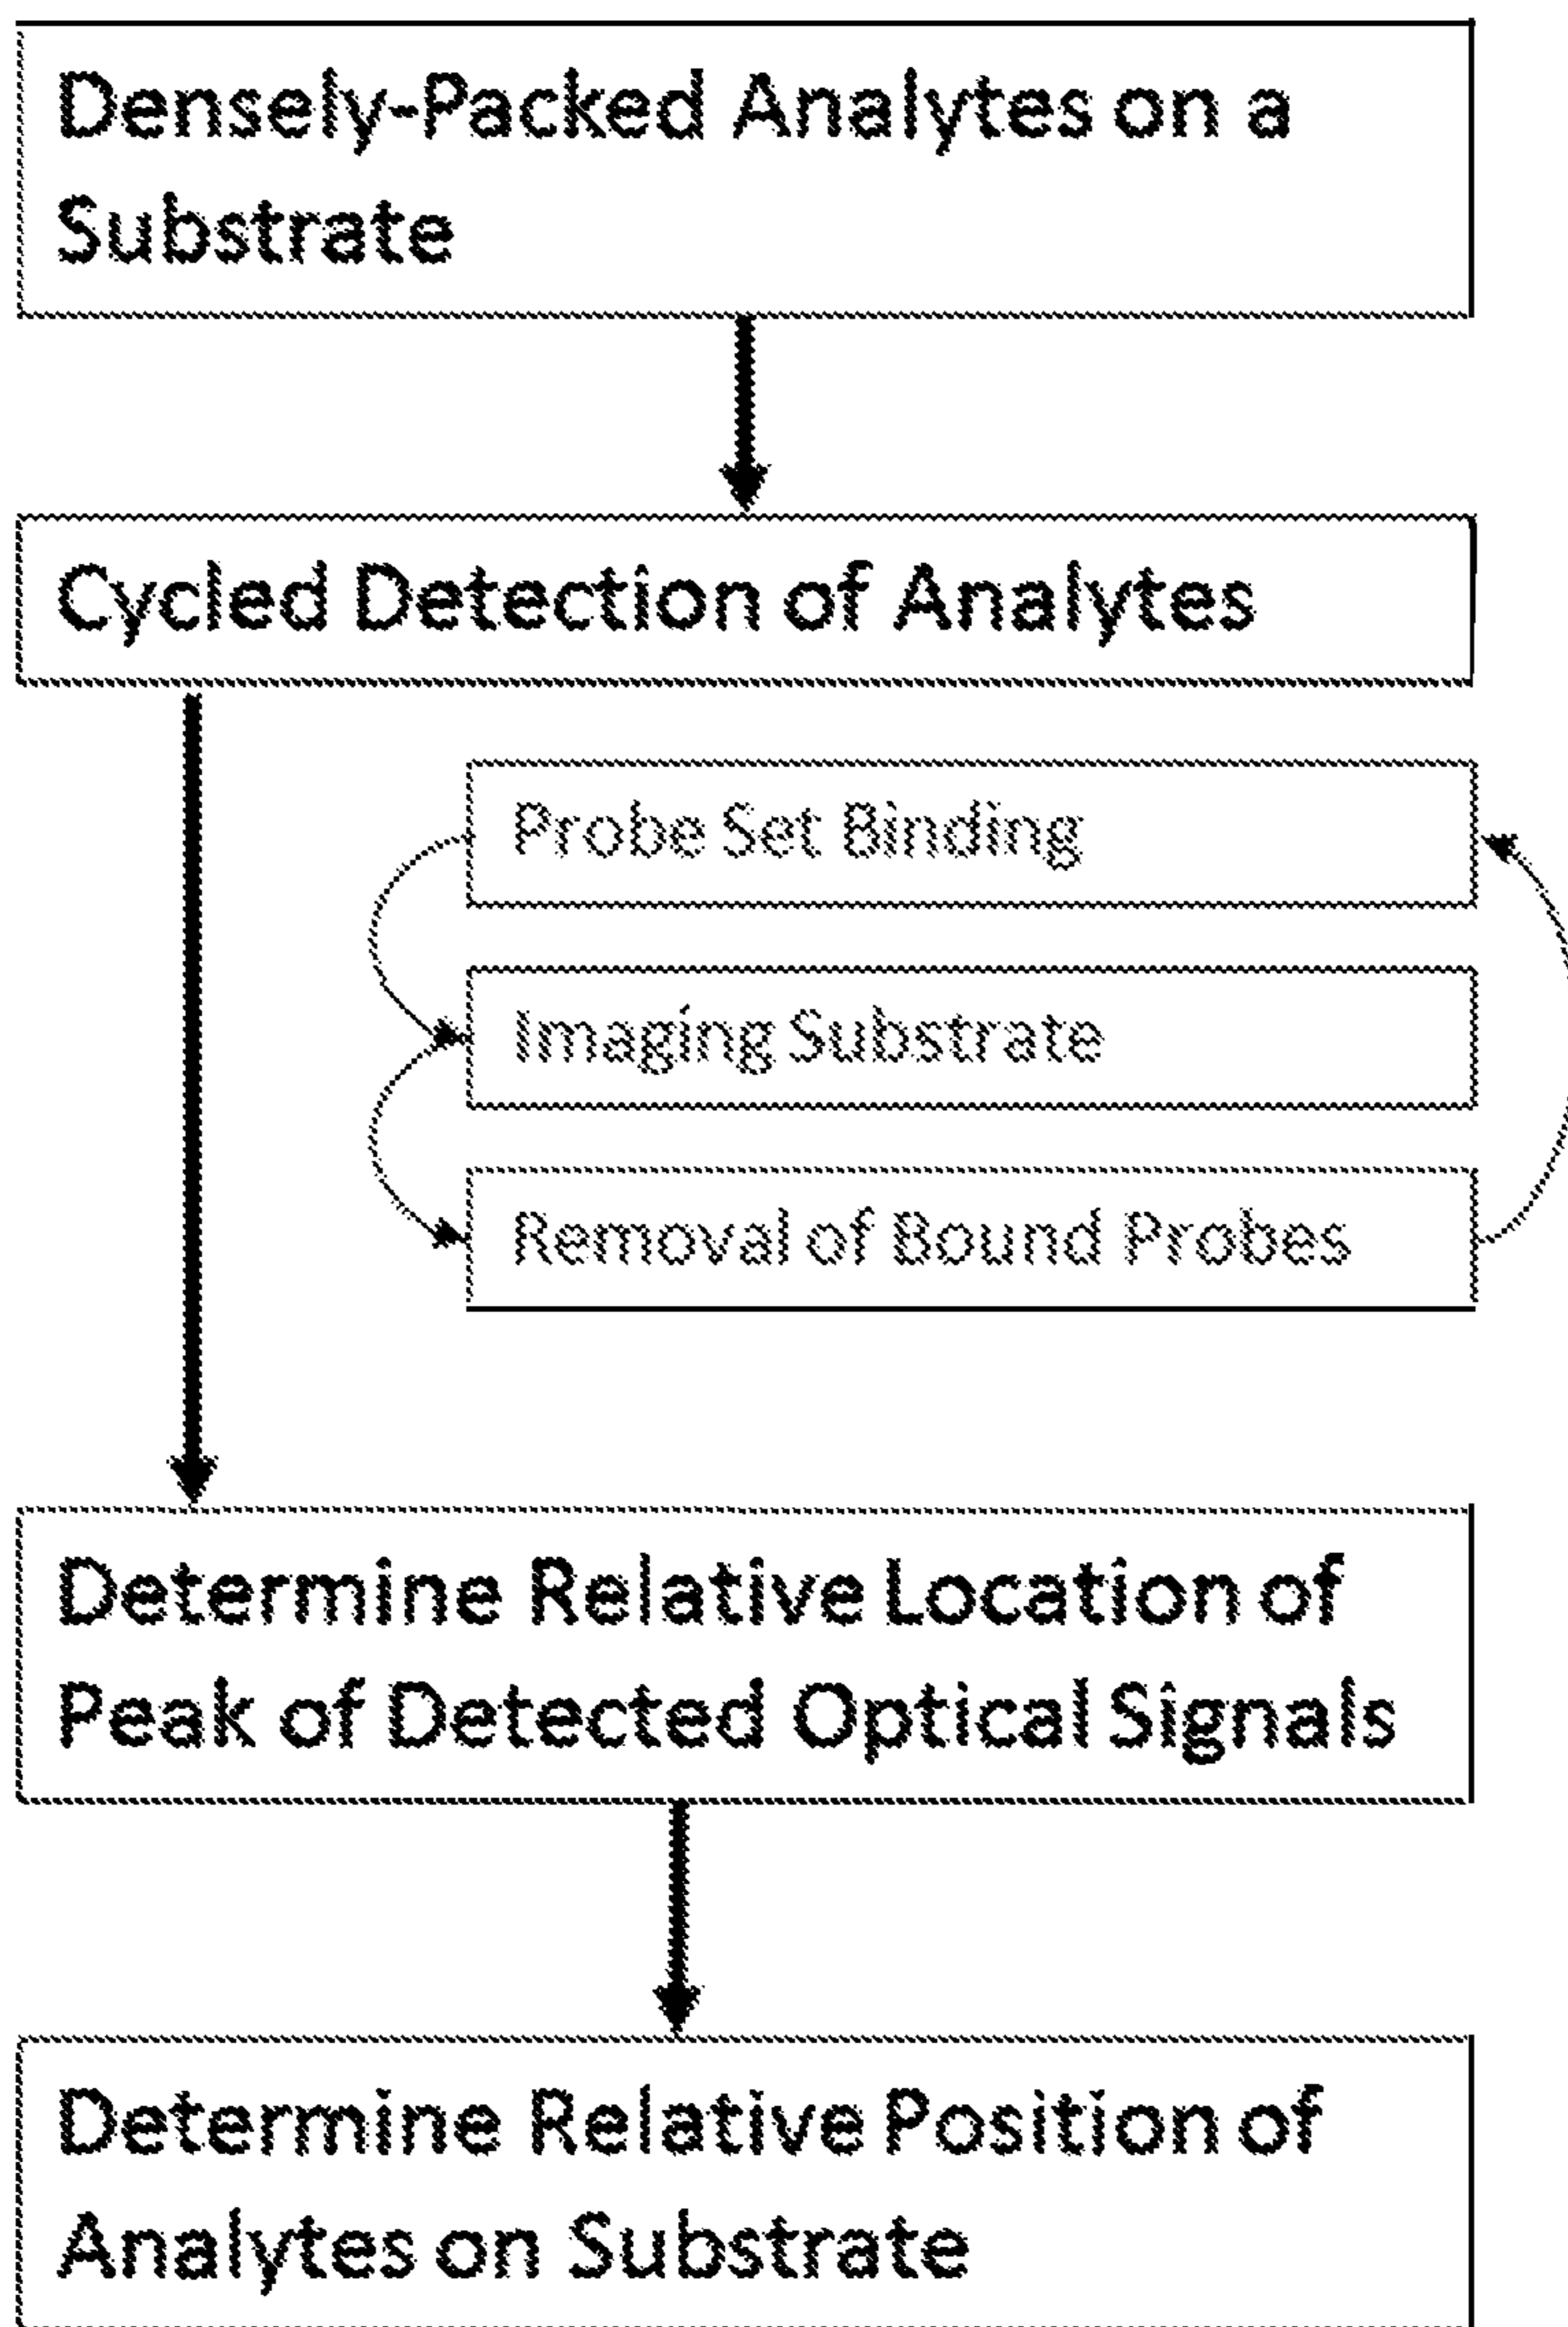 Densely-Packed Analytes on a
Substrate
Cycled Detection of Analytes
Probe Set Binding
Imaging Substrate
Removal of Bound Probes
Determine Relative Location of
Peak of Detected Optical Signals
Determine Relative Position of
Analytes on Substrate